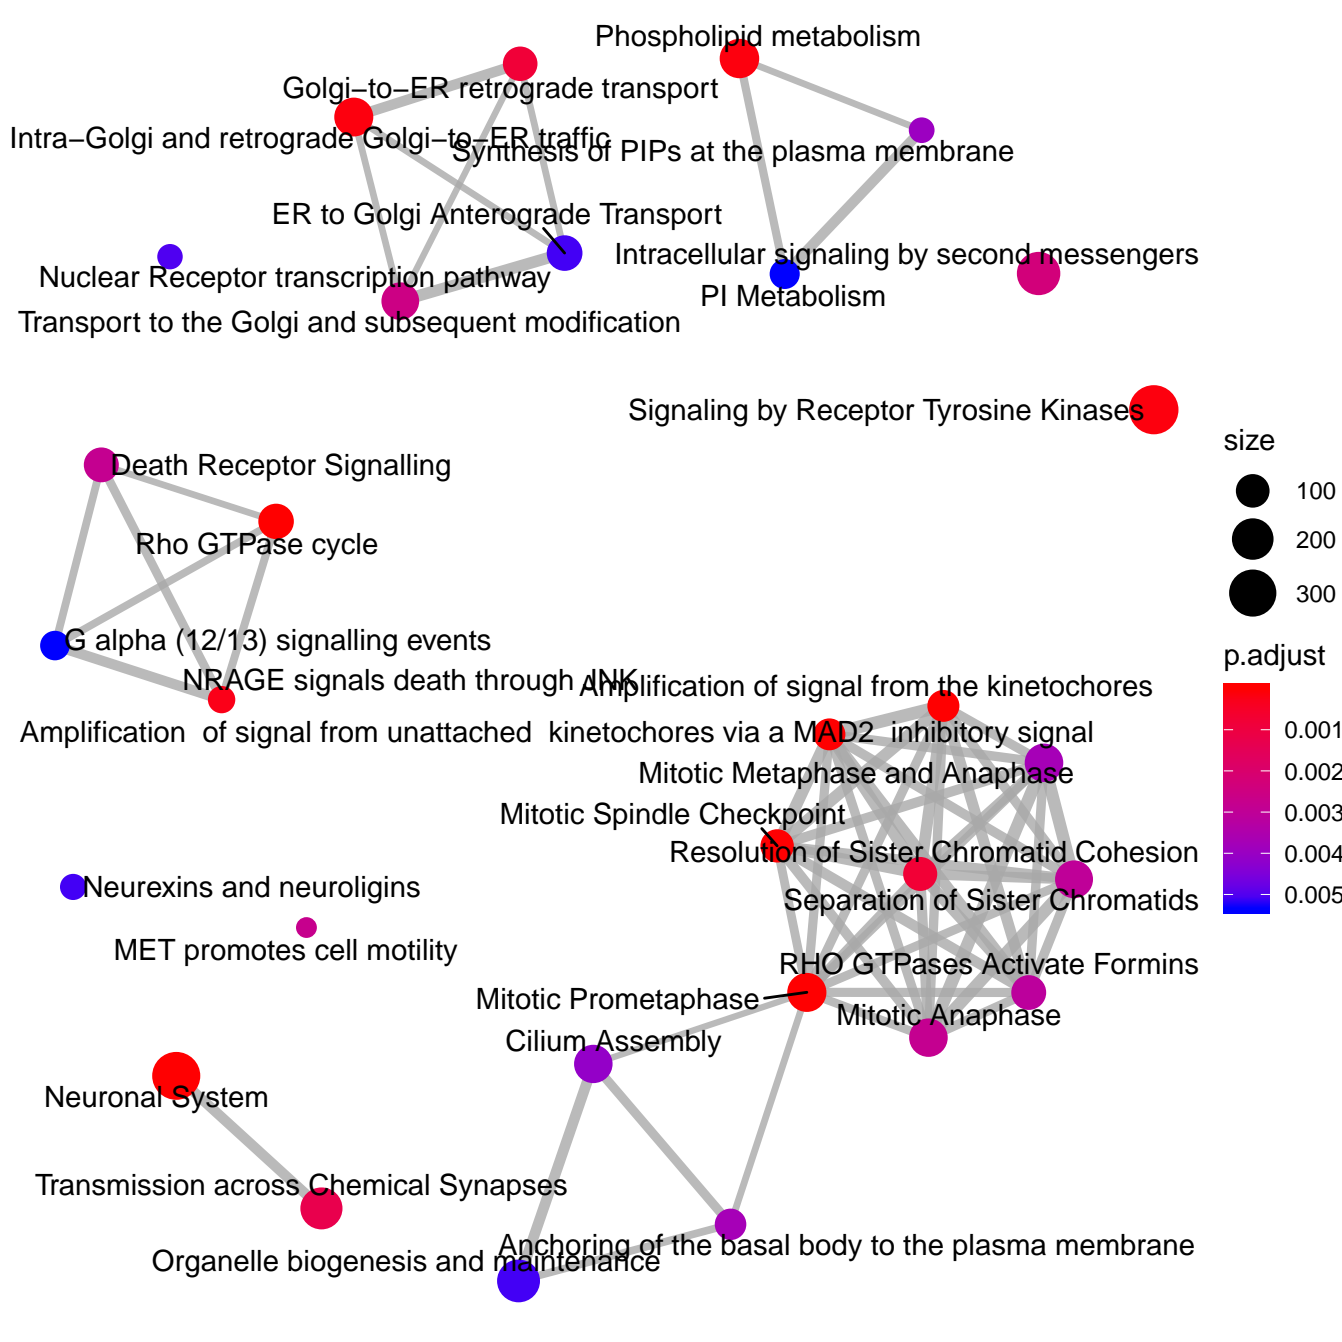 Phospholipid metabolism
Golgi−to−ER retrograde transport
Intra−Golgi and retrograde Golgi−to−ER traffic
Synthesis of PIPs at the plasma membrane
ER to Golgi Anterograde Transport
Intracellular signaling by second messengers
Nuclear Receptor transcription pathway
PI Metabolism
Transport to the Golgi and subsequent modification
Signaling by Receptor Tyrosine Kinases
size
100
200
300
Death Receptor Signalling
Rho GTPase cycle
G alpha (12/13) signalling events
p.adjust
0.001
0.002
0.003
0.004
0.005
NRAGE signals death through JNK
Amplification of signal from the kinetochores
Amplification  of signal from unattached  kinetochores via a MAD2  inhibitory signal
Mitotic Metaphase and Anaphase
Mitotic Spindle Checkpoint
Resolution of Sister Chromatid Cohesion
Neurexins and neuroligins
Separation of Sister Chromatids
MET promotes cell motility
RHO GTPases Activate Formins
Mitotic Prometaphase
Mitotic Anaphase
Cilium Assembly
Neuronal System
Transmission across Chemical Synapses
Anchoring of the basal body to the plasma membrane
Organelle biogenesis and maintenance